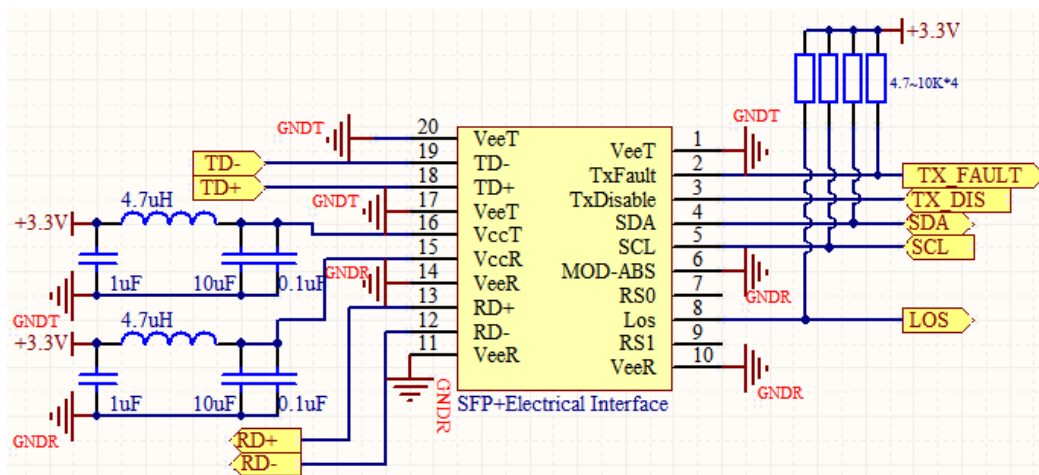 +3.3V
4.7~10K*4
GNDT
20
VeeT
19
TD-
TD-
18
TD+
TD+
17
VeeT
GNDT
16
VccT
15
VccR
14
VeeR
GNDR
13
RD+
12
RD-
11
VeeR
GNDR
1
VeeT
GNDT
2
TxFault
TX_FAULT
3
TxDisable
TX_DIS
4
SDA
SDA
5
SCL
SCL
6
MOD-ABS
GNDR
7
RS0
8
Los
LOS
9
RS1
10
VeeR
GNDR
4.7uH
+3.3V
1uF
10uF
0.1uF
GNDT
4.7uH
+3.3V
1uF
10uF
0.1uF
GNDR
SFP+Electrical Interface
RD+
RD-